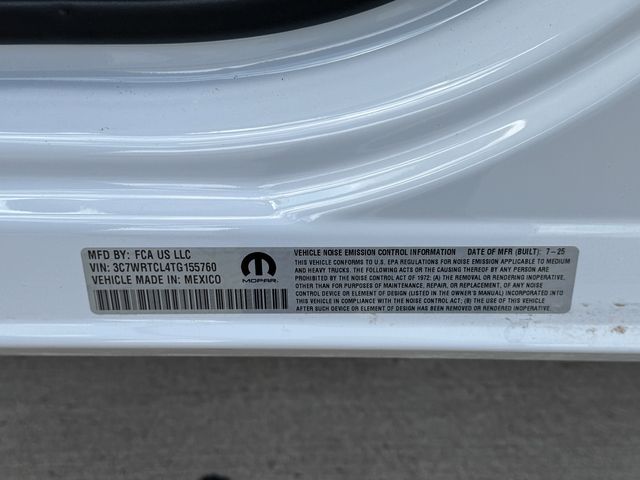 MFD BY: FCA US LLC
VIN: 3C7WRTCL4TG155760
VEHICLE MADE IN: MEXICO
MOPAR.
VEHICLE NOISE EMISSION CONTROL INFORMATION DATE OF MFR (BUILT): 7-25
THIS VEHICLE CONFORMS TO U.S. EPA REGULATIONS FOR NOISE EMISSION APPLICABLE TO MEDIUM
AND HEAVY TRUCKS. THE FOLLOWING ACTS OR THE CAUSING THEREOF BY ANY PERSON ARE
PROHIBITED BY THE NOISE CONTROL ACT OF 1972: (A) THE REMOVAL OR RENDERING INOPERATIVE,
OTHER THAN FOR PURPOSES OF MAINTENANCE, REPAIR, OR REPLACEMENT, OF ANY NOISE
CONTROL DEVICE OR ELEMENT OF DESIGN (LISTED IN THE OWNER'S MANUAL) INCORPORATED INTO
THIS VEHICLE IN COMPLIANCE WITH THE NOISE CONTROL ACT; (B) THE USE OF THIS VEHICLE
AFTER SUCH DEVICE OR ELEMENT OF DESIGN HAS BEEN REMOVED OR RENDERED INOPERATIVE.